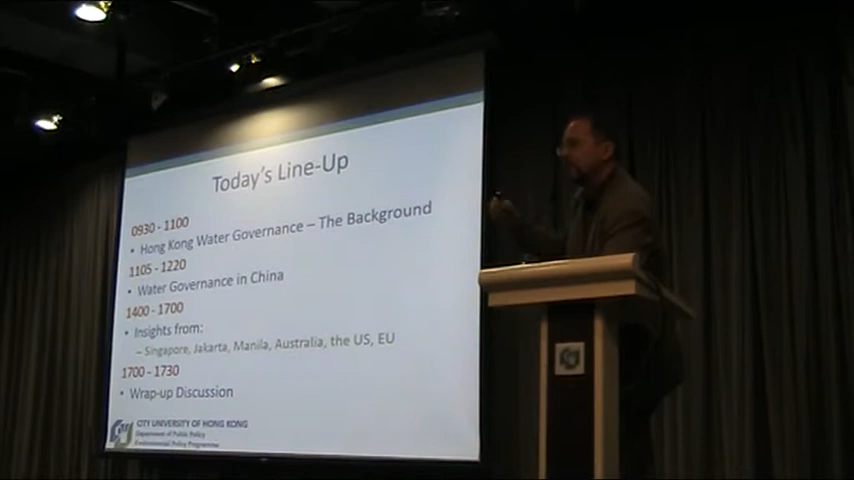 Today's Line-Up
0930 - 1100
• Hong Kong Water Governance – The Background
1105 - 1220
• Water Governance in China
1400 - 1700
• Insights from:
– Singapore, Jakarta, Manila, Australia, the US, EU
1700 - 1730
• Wrap-up Discussion
CITY UNIVERSITY OF HONG KONG
Department of Public Policy
Environmental Policy Programme